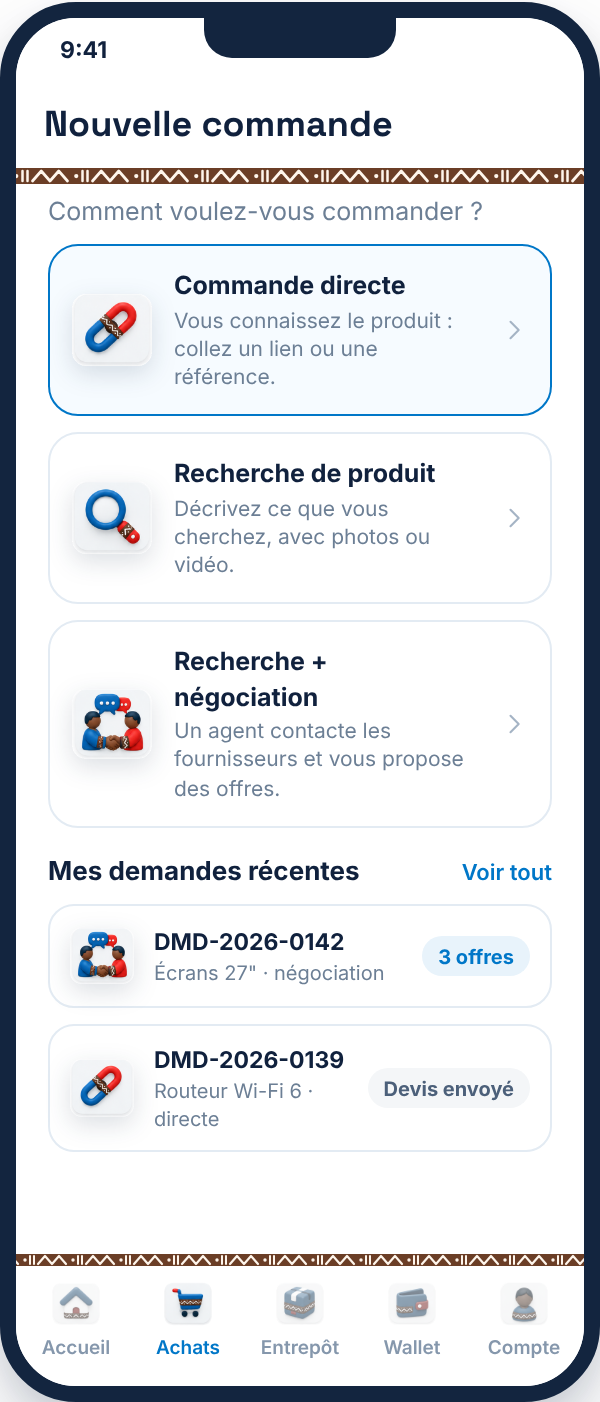 9:41
Nouvelle commande
Comment voulez-vous commander ?
Commande directe
Vous connaissez le produit :
collez un lien ou une
référence.
Recherche de produit
Décrivez ce que vous
cherchez, avec photos ou
vidéo.
Recherche +
négociation
Un agent contacte les
fournisseurs et vous propose
des offres.
Mes demandes récentes
Voir tout
DMD-2026-0142
Écrans 27" · négociation
3 offres
DMD-2026-0139
Routeur Wi-Fi 6 ·
directe
Devis envoyé
Accueil
Achats
Entrepôt
Wallet
Compte